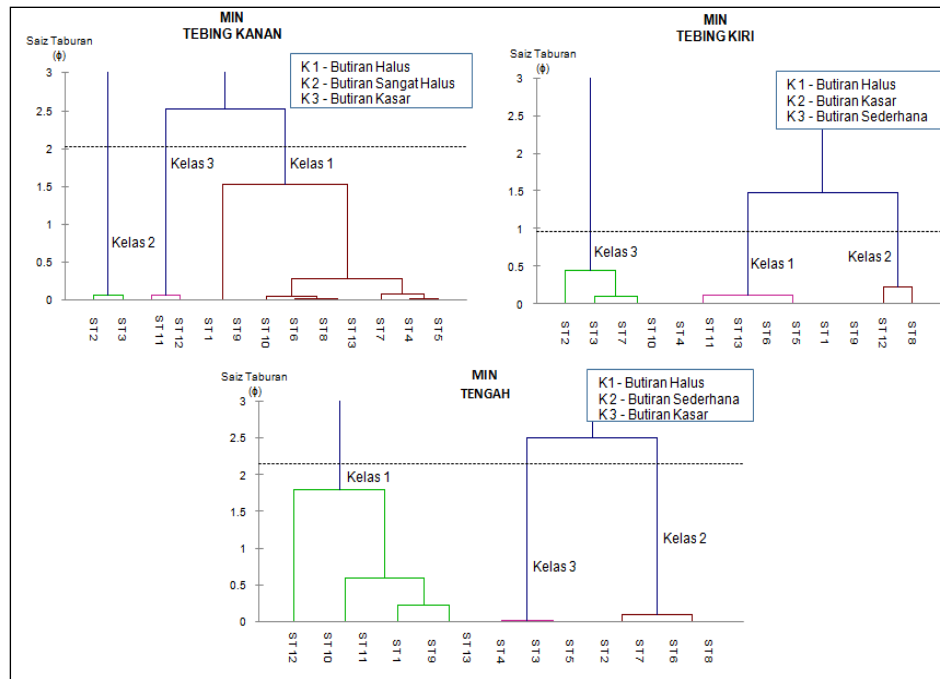 MIN
TEBING KANAN
Saiz Taburan
(ϕ)
K1 - Butiran Halus
K2 - Butiran Sangat Halus
K3 - Butiran Kasar
3
2.5
2
1.5
1
0.5
0
Kelas 3
Kelas 1
Kelas 2
ST2
ST3
ST11
ST12
ST1
ST9
ST10
ST6
ST8
ST13
ST7
ST4
ST5
MIN
TEBING KIRI
Saiz Taburan
(ϕ)
K1 - Butiran Halus
K2 - Butiran Kasar
K3 - Butiran Sederhana
3
2.5
2
1.5
1
0.5
0
Kelas 3
Kelas 1
Kelas 2
ST2
ST3
ST7
ST10
ST4
ST11
ST13
ST6
ST5
ST1
ST9
ST12
ST8
MIN
TENGAH
Saiz Taburan
(ϕ)
K1 - Butiran Halus
K2 - Butiran Sederhana
K3 - Butiran Kasar
3
2.5
2
1.5
1
0.5
0
Kelas 1
Kelas 3
Kelas 2
ST12
ST10
ST11
ST1
ST9
ST13
ST4
ST3
ST5
ST2
ST7
ST6
ST8